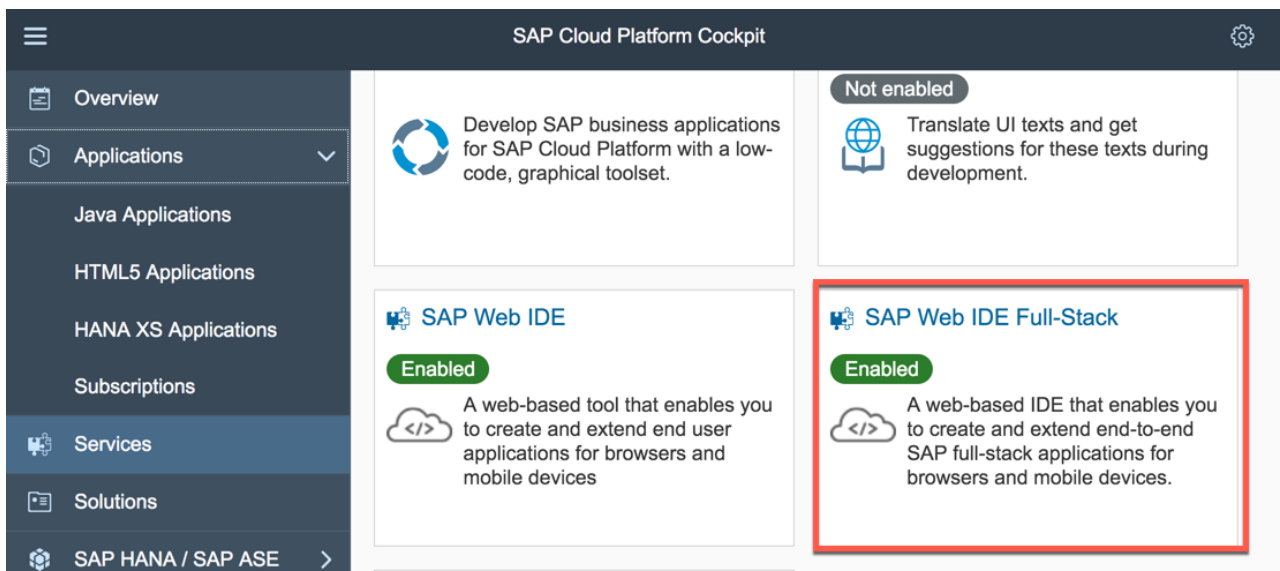 SAP Cloud Platform Cockpit
Overview
Applications
Java Applications
HTML5 Applications
HANA XS Applications
Subscriptions
Services
Solutions
SAP HANA / SAP ASE
Develop SAP business applications
for SAP Cloud Platform with a low-
code, graphical toolset.
Not enabled
Translate UI texts and get
suggestions for these texts during
development.
SAP Web IDE
Enabled
</>
A web-based tool that enables you
to create and extend end user
applications for browsers and
mobile devices
SAP Web IDE Full-Stack
Enabled
</>
A web-based IDE that enables you
to create and extend end-to-end
SAP full-stack applications for
browsers and mobile devices.